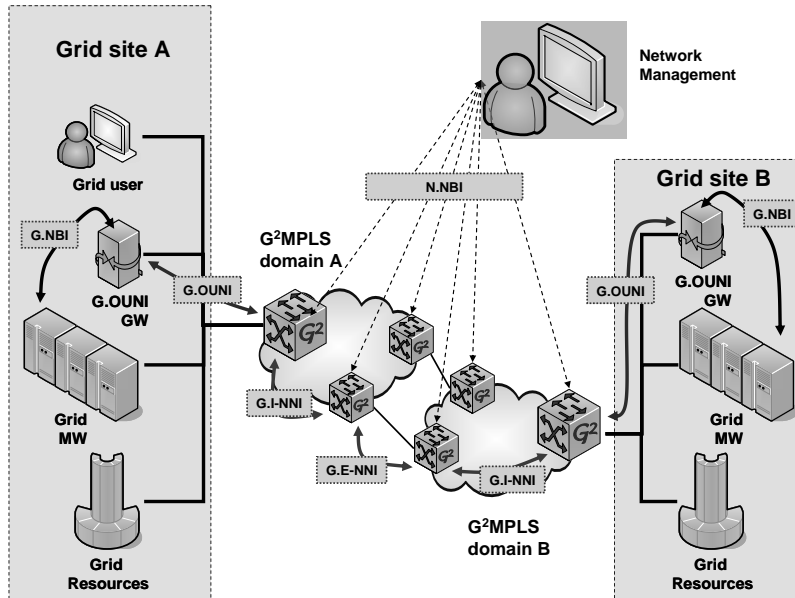 Grid site A
Network
Management
Grid user
N.NBI
Grid site B
G.NBI
G.NBI
G²MPLS
domain A
G.OUNI
GW
G.OUNI
G.OUNI
G.OUNI
GW
G²
G²
G.I-NNI
G²
G²
G²
G²
Grid
MW
Grid
MW
G.E-NNI
G.I-NNI
G²MPLS
domain B
Grid
Resources
Grid
Resources